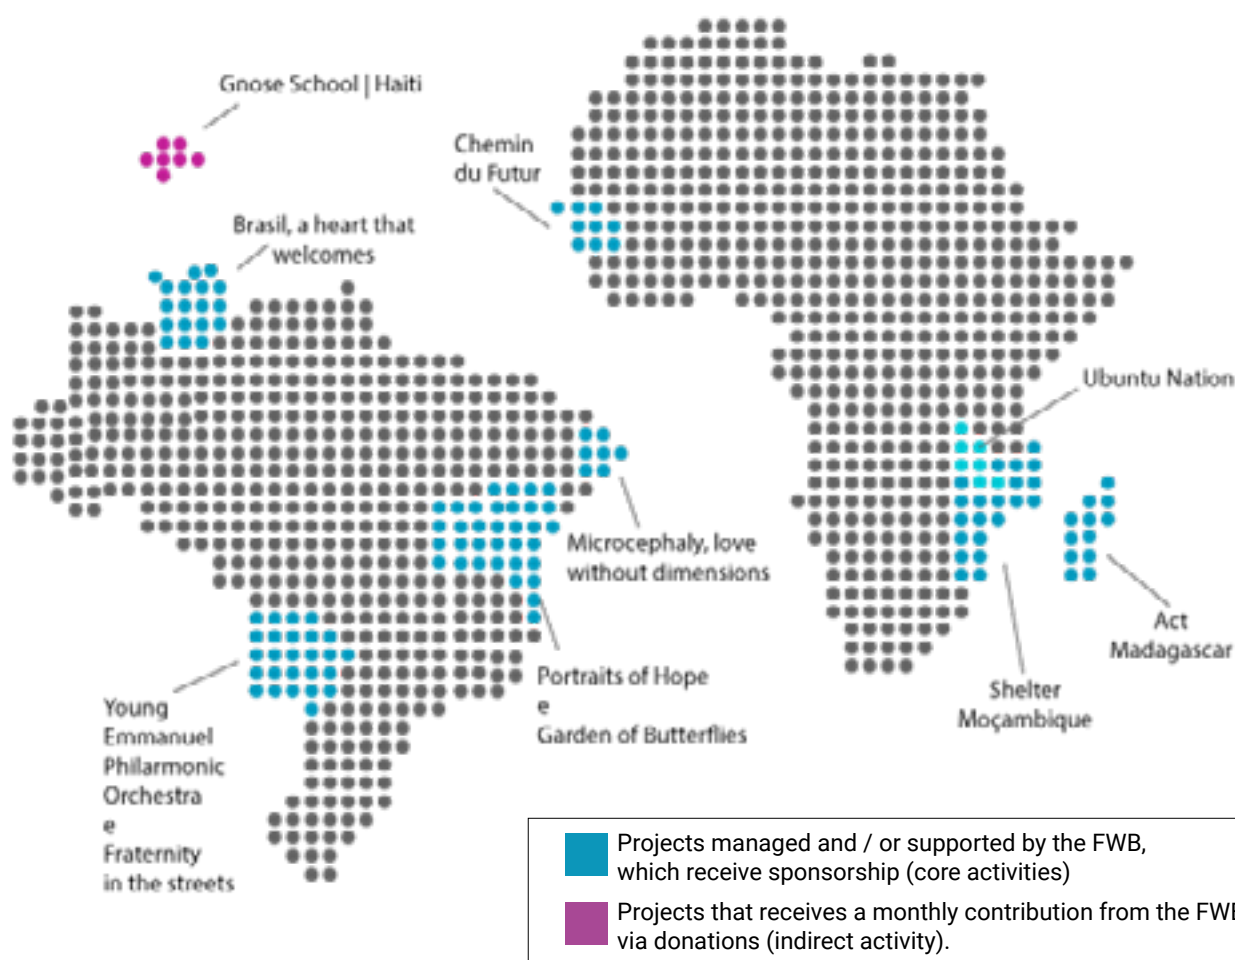 Gnose School | Haiti
Chemin
du Futur
Brasil, a heart that
welcomes
Ubuntu Nation
Microcephaly, love
without dimensions
Act
Madagascar
Portraits of Hope
e
Garden of Butterflies
Shelter
Moçambique
Young
Emmanuel
Philarmonic
Orchestra
e
Fraternity
in the streets
Projects managed and / or supported by the FWB,
which receive sponsorship (core activities)
Projects that receives a monthly contribution from the FWB
via donations (indirect activity).